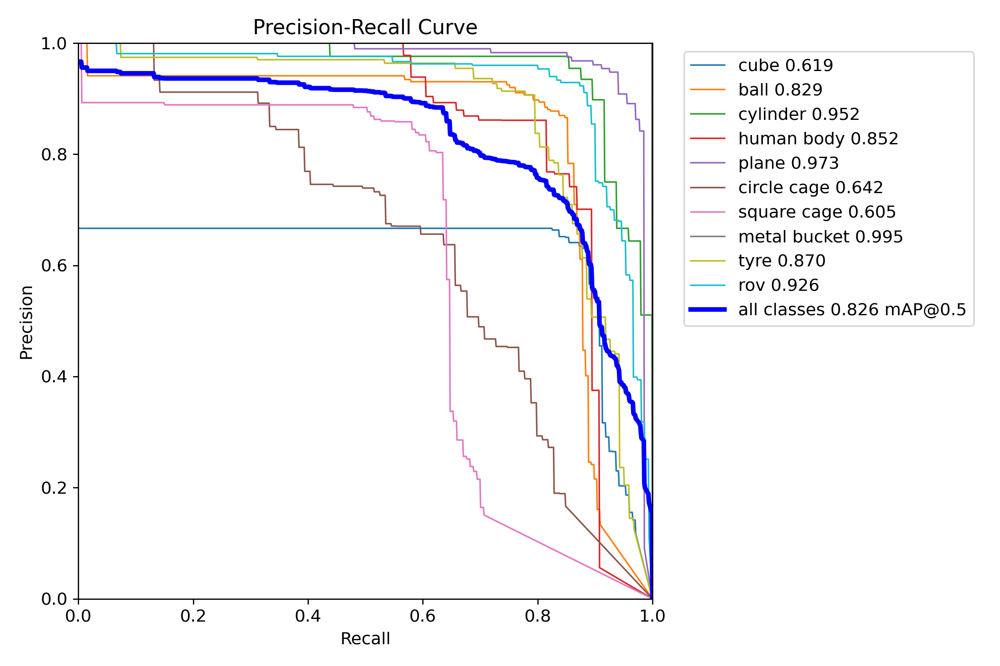 Precision-Recall Curve
1.0
0.8
0.6
0.4
0.2
0.0
Precision
0.0 0.2 0.4 0.6 0.8 1.0
Recall
cube 0.619
ball 0.829
cylinder 0.952
human body 0.852
plane 0.973
circle cage 0.642
square cage 0.605
metal bucket 0.995
tyre 0.870
rov 0.926
all classes 0.826 mAP@0.5